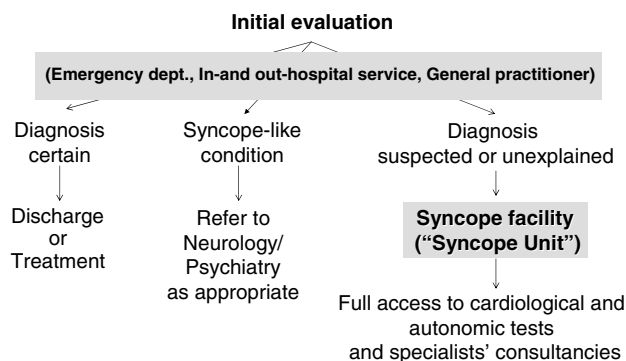 Initial evaluation
(Emergency dept., In-and out-hospital service, General practitioner)
Diagnosis
certain
Discharge
or
Treatment
Syncope-like
condition
Refer to
Neurology/
Psychiatry
as appropriate
Diagnosis
suspected or unexplained
Syncope facility
(“Syncope Unit”)
Full access to cardiological and
autonomic tests
and specialists’ consultancies